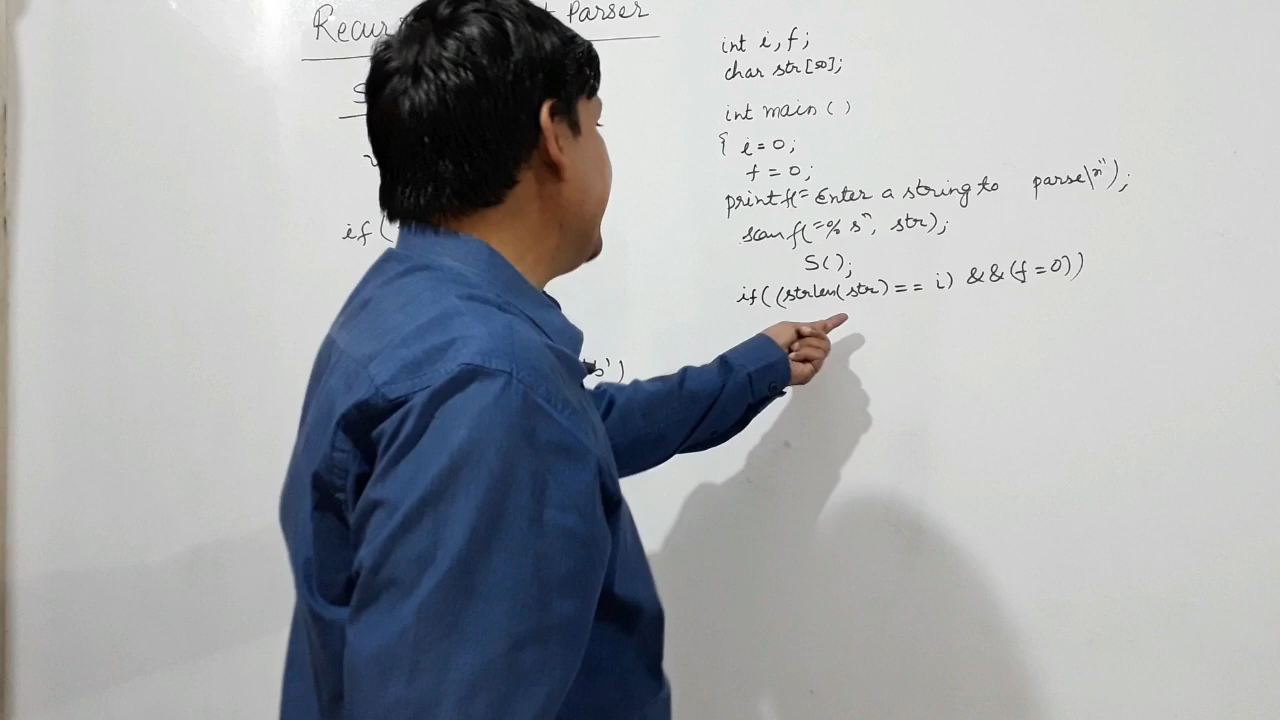 Parser
int i, f;
char str[50];
int main ( )
{ i = 0;
f = 0;
printf("Enter a string to parse\n");
scanf("%s", str);
S( );
if((strlen(str) == i) &&(f = 0))
if (
'b')